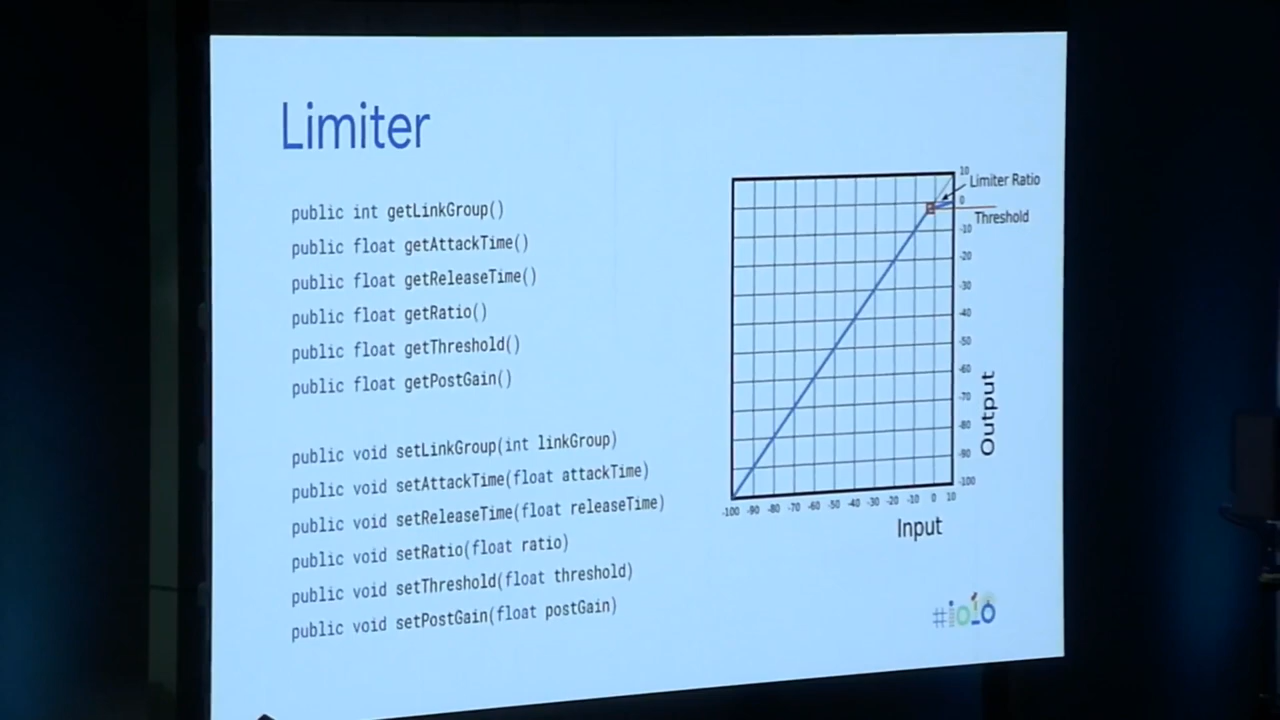 Limiter
public int getLinkGroup()
public float getAttackTime()
public float getReleaseTime()
public float getRatio()
public float getThreshold()
public float getPostGain()
public void setLinkGroup(int linkGroup)
public void setAttackTime(float attackTime)
public void setReleaseTime(float releaseTime)
public void setRatio(float ratio)
public void setThreshold(float threshold)
public void setPostGain(float postGain)
10
Limiter Ratio
0
Threshold
-10
-20
-30
-40
-50
-60
-70
-80
-90
-100
Output
-100 -90 -80 -70 -60 -50 -40 -30 -20 -10 0 10
Input
#io18